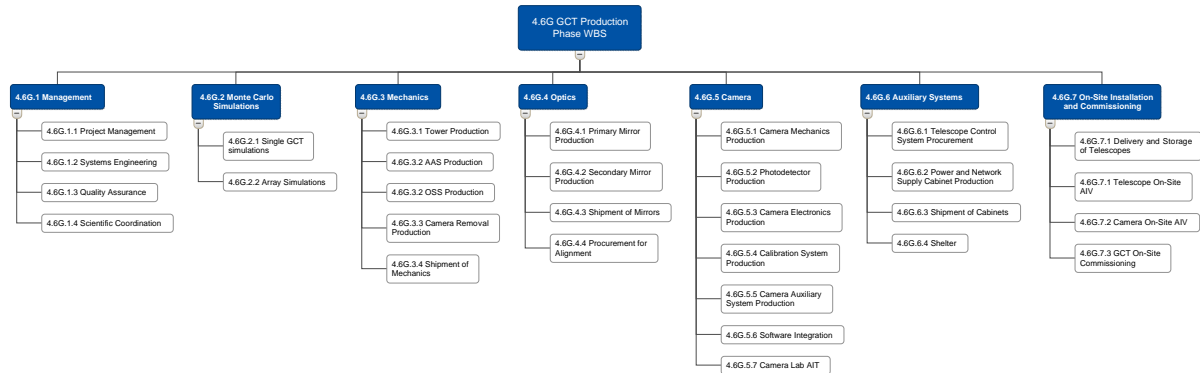 4.6G GCT Production
Phase WBS
4.6G.1 Management
4.6G.1.1 Project Management
4.6G.1.2 Systems Engineering
4.6G.1.3 Quality Assurance
4.6G.1.4 Scientific Coordination
4.6G.2 Monte Carlo
Simulations
4.6G.2.1 Single GCT
simulations
4.6G.2.2 Array Simulations
4.6G.3 Mechanics
4.6G.3.1 Tower Production
4.6G.3.2 AAS Production
4.6G.3.2 OSS Production
4.6G.3.3 Camera Removal
Production
4.6G.3.4 Shipment of
Mechanics
4.6G.4 Optics
4.6G.4.1 Primary Mirror
Production
4.6G.4.2 Secondary Mirror
Production
4.6G.4.3 Shipment of Mirrors
4.6G.4.4 Procurement for
Alignment
4.6G.5 Camera
4.6G.5.1 Camera Mechanics
Production
4.6G.5.2 Photodetector
Production
4.6G.5.3 Camera Electronics
Production
4.6G.5.4 Calibration System
Production
4.6G.5.5 Camera Auxiliary
System Production
4.6G.5.6 Software Integration
4.6G.5.7 Camera Lab AIT
4.6G.6 Auxiliary Systems
4.6G.6.1 Telescope Control
System Procurement
4.6G.6.2 Power and Network
Supply Cabinet Production
4.6G.6.3 Shipment of Cabinets
4.6G.6.4 Shelter
4.6G.7 On-Site Installation
and Commissioning
4.6G.7.1 Delivery and Storage
of Telescopes
4.6G.7.1 Telescope On-Site
AIV
4.6G.7.2 Camera On-Site AIV
4.6G.7.3 GCT On-Site
Commissioning